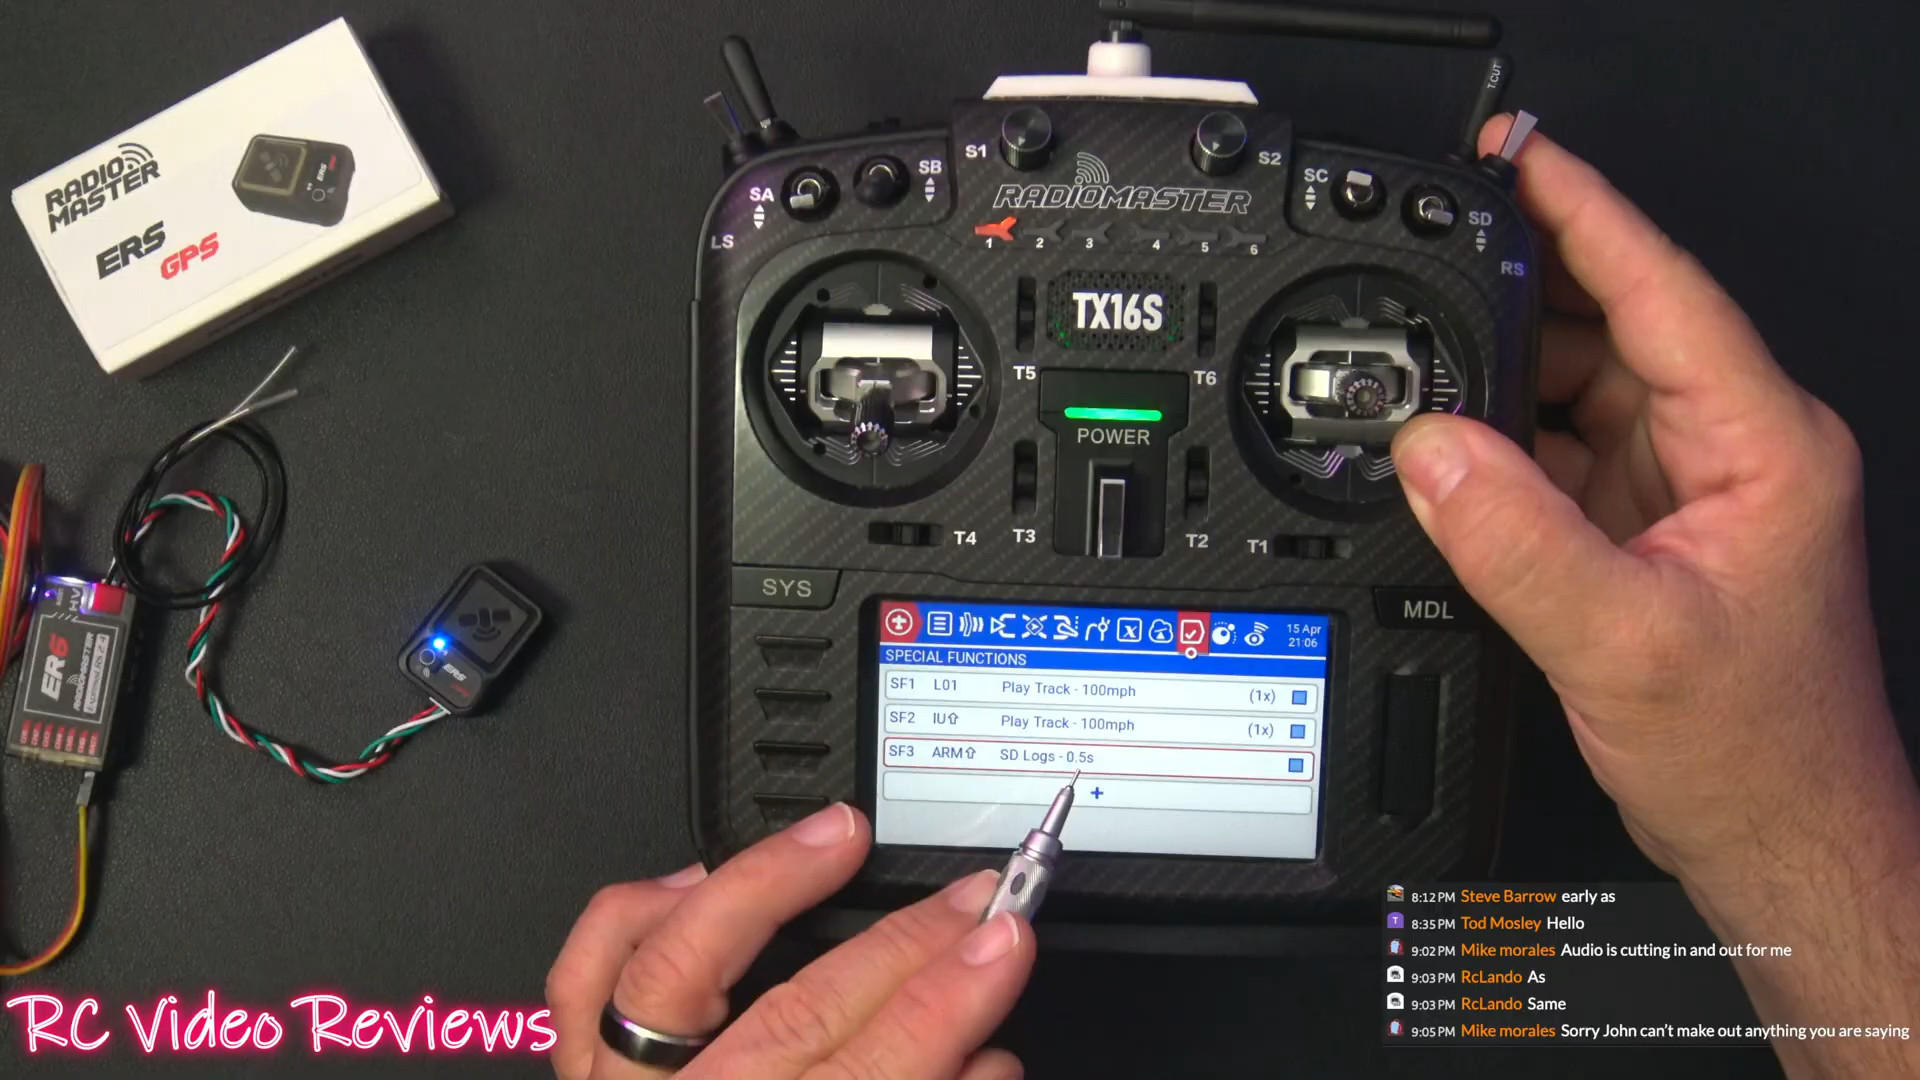 RADIO
MASTER
ERS
GPS
ERS
T.CUT
S1
S2
SA
SB
SC
SD
LS
RS
RADIOMASTER
1 2 3 4 5 6
TX16S
T5
T6
POWER
T4
T3
T2
T1
SYS
MDL
HV
ER6
RADIOMASTER
ERS
15 Apr
21:06
SPECIAL FUNCTIONS
SF1 L01 Play Track - 100mph (1x)
SF2 IU⇧ Play Track - 100mph (1x)
SF3 ARM⇧ SD Logs - 0.5s
+
8:12 PM Steve Barrow early as
T 8:35 PM Tod Mosley Hello
9:02 PM Mike morales Audio is cutting in and out for me
9:03 PM RcLando As
9:03 PM RcLando Same
9:05 PM Mike morales Sorry John can't make out anything you are saying
RC Video Reviews